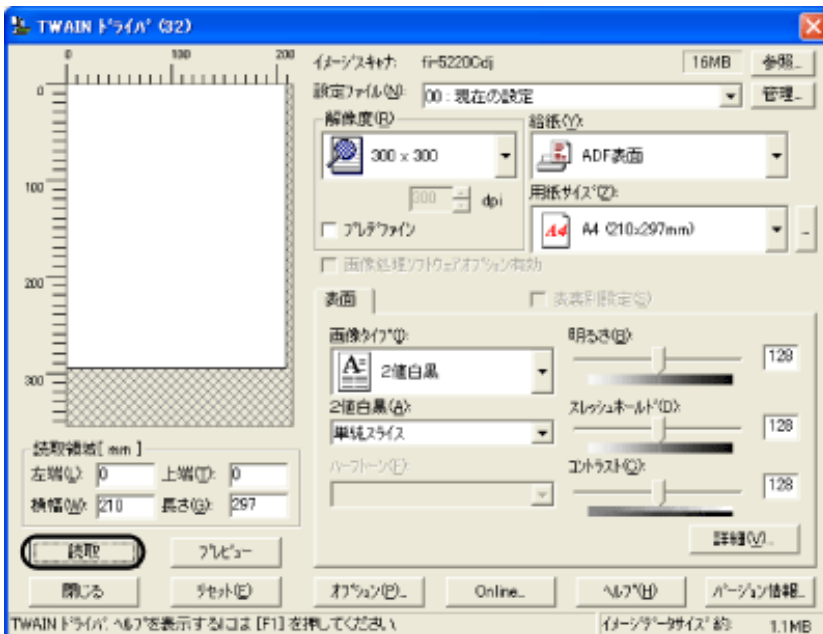 TWAIN ﾄﾞﾗｲﾊﾞ (32)
0 100 200
0
100
200
300
ｲﾒｰｼﾞｽｷｬﾅ: fi-5220Cdj 16MB 参照...
設定ﾌｧｲﾙ(N): 00 : 現在の設定 管理...
解像度(R)
300 x 300
300 dpi
ﾌﾟﾚﾃﾞﾌｧｲﾝ
給紙(Y):
ADF表面
用紙ｻｲｽﾞ(Z):
A4 A4 (210x297mm) ...
画像処理ｿﾌﾄｳｪｱｵﾌﾟｼｮﾝ有効
表面
表裏別設定(S)
画像ﾀｲﾌﾟ(I):
2値白黒
2値白黒(A):
単純ｽﾗｲｽ
ﾊｰﾌﾄｰﾝ(F):
明るさ(B):
128
ｽﾚｯｼｭﾎｰﾙﾄﾞ(D):
128
ｺﾝﾄﾗｽﾄ(C):
128
詳細(V)...
読取領域[ mm ]
左端(L): 0 上端(T): 0
横幅(W): 210 長さ(G): 297
読取 ﾌﾟﾚﾋﾞｭｰ
閉じる ﾘｾｯﾄ(E) ｵﾌﾟｼｮﾝ(P)... Online... ﾍﾙﾌﾟ(H) ﾊﾞｰｼﾞｮﾝ情報...
TWAIN ﾄﾞﾗｲﾊﾞ. ﾍﾙﾌﾟを表示するには [F1] を押してください ｲﾒｰｼﾞﾃﾞｰﾀｻｲｽﾞ 約: 1.1MB